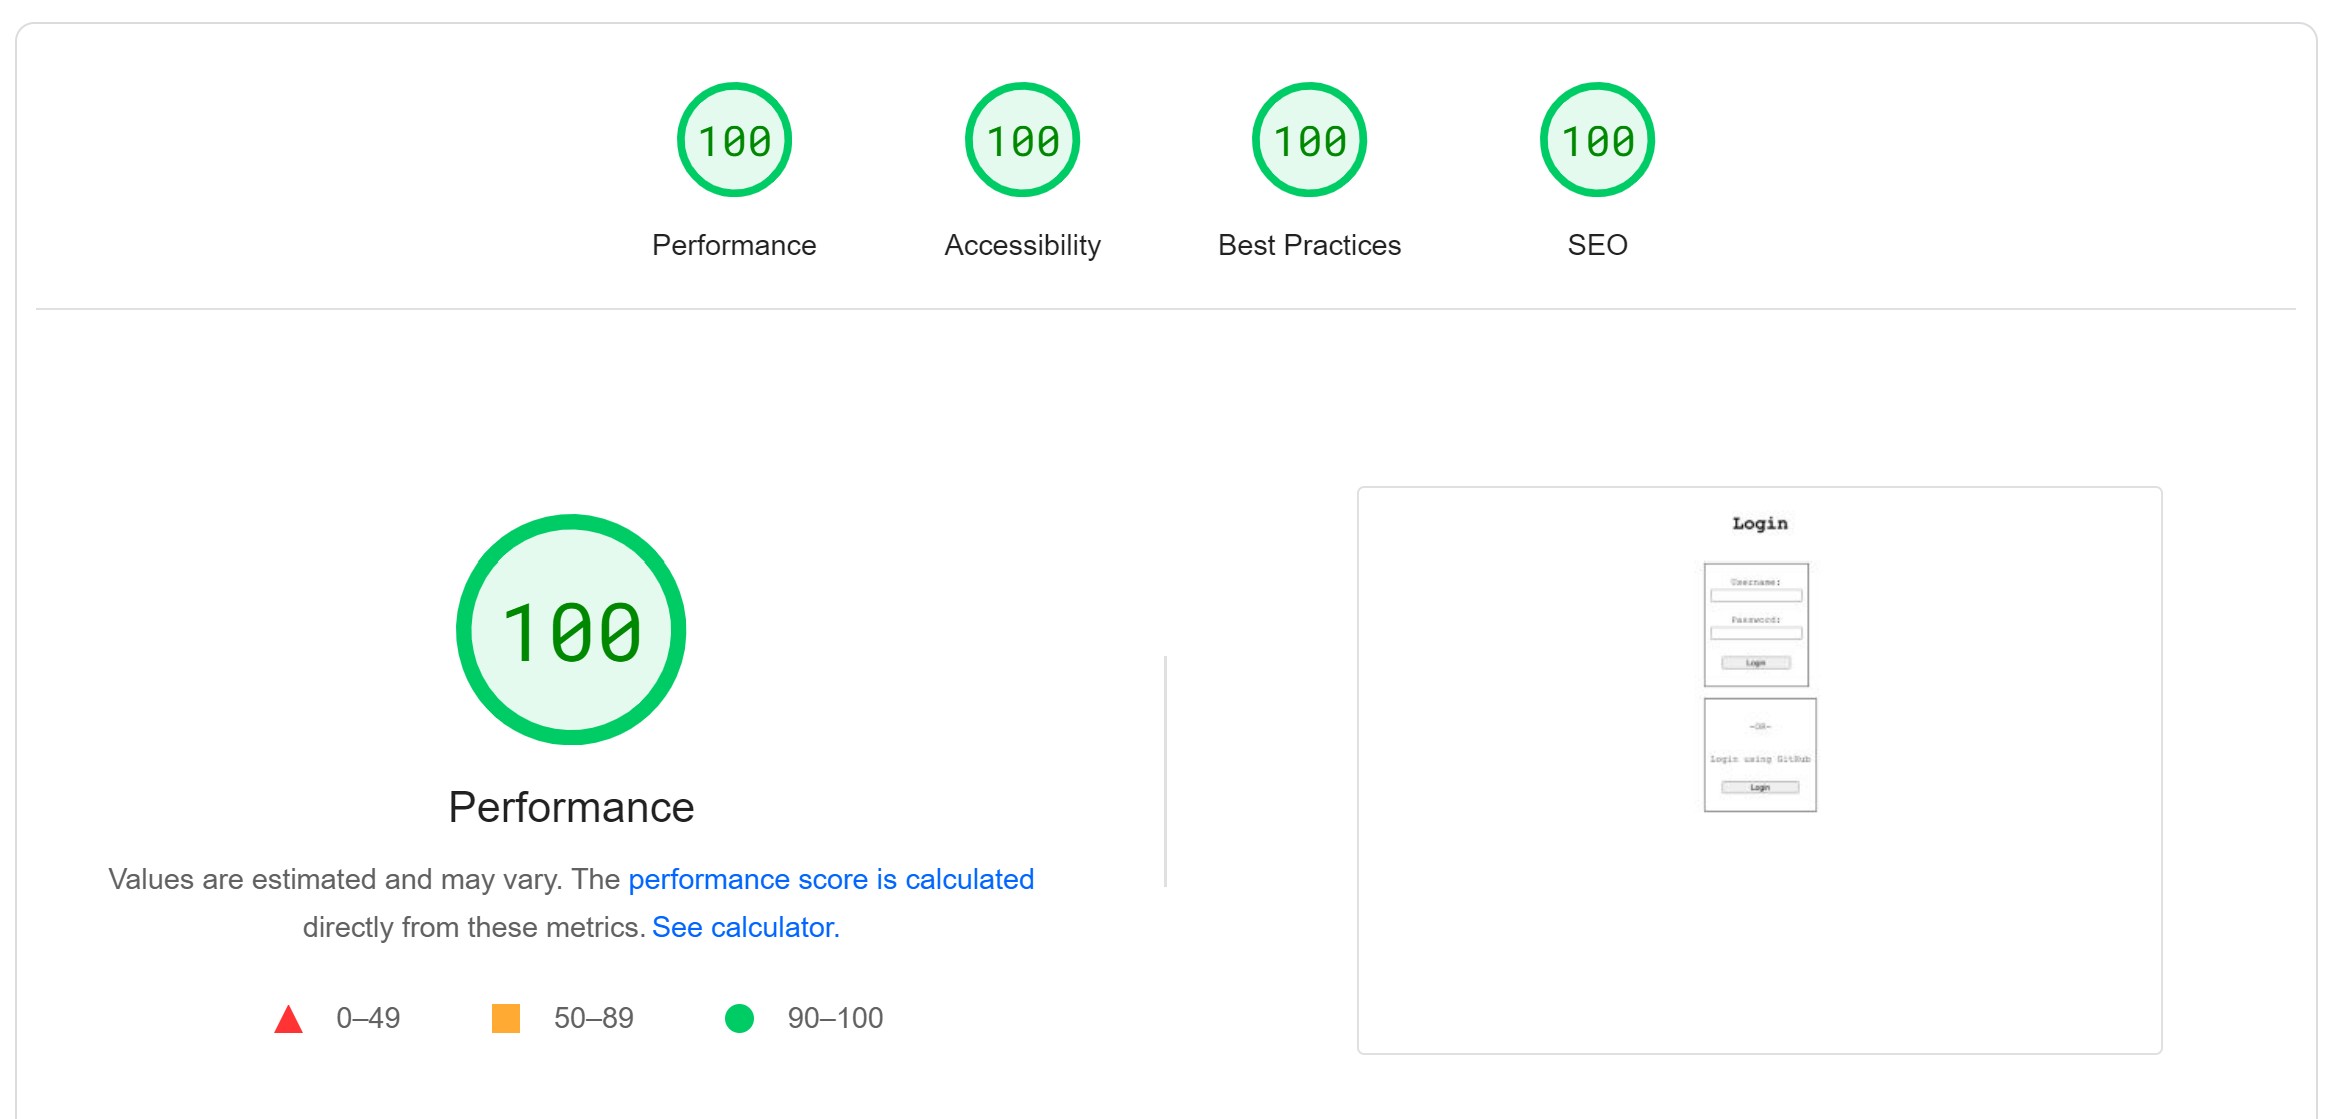 100 100 100 100
Performance Accessibility Best Practices SEO
100
Performance
Values are estimated and may vary. The performance score is calculated
directly from these metrics. See calculator.
0–49 50–89 90–100
Login
Username:
Password:
Login
-OR-
Login using GitHub
Login